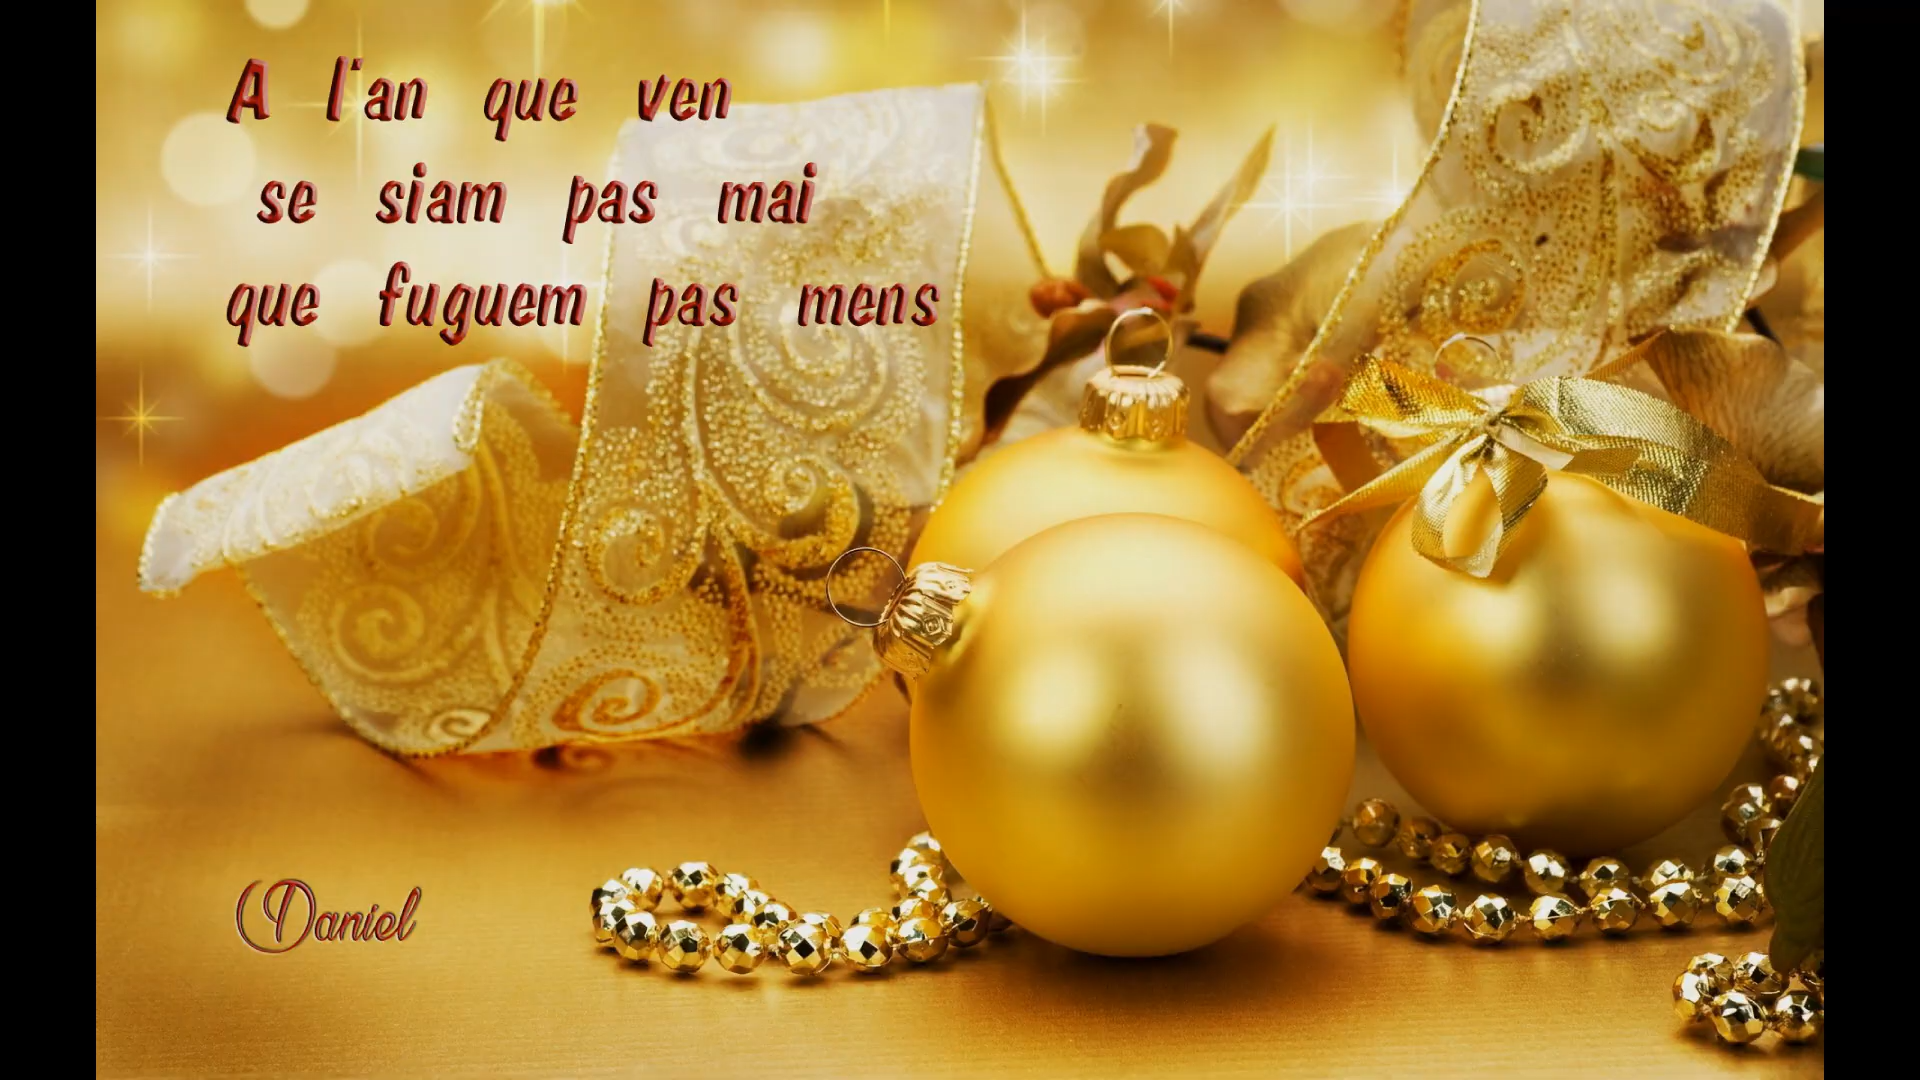 A l'an que ven
se siam pas mai
que fuguem pas mens
Daniel